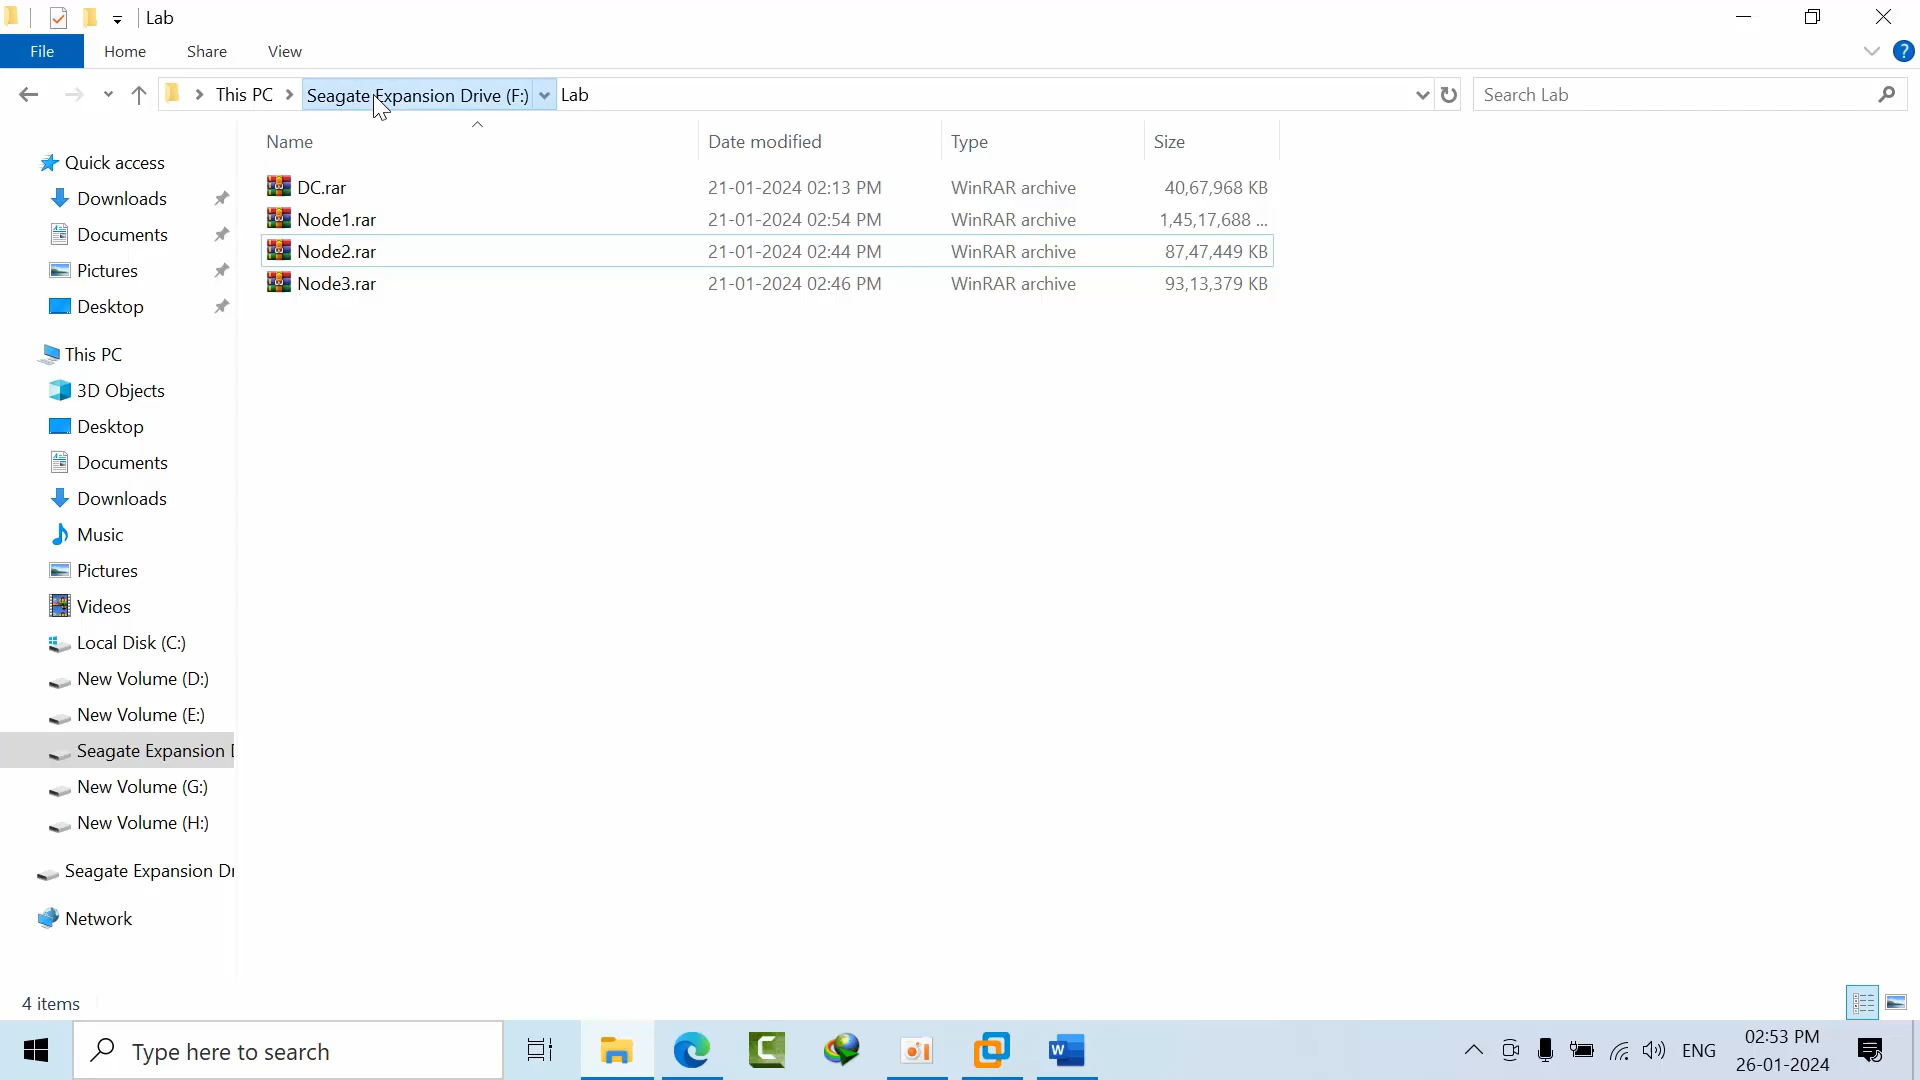 Lab
File Home Share View
This PC Seagate Expansion Drive (F:) Lab Search Lab
Name Date modified Type Size
DC.rar 21-01-2024 02:13 PM WinRAR archive 40,67,968 KB
Node1.rar 21-01-2024 02:54 PM WinRAR archive 1,45,17,688 ...
Node2.rar 21-01-2024 02:44 PM WinRAR archive 87,47,449 KB
Node3.rar 21-01-2024 02:46 PM WinRAR archive 93,13,379 KB
Quick access
Downloads
Documents
Pictures
Desktop
This PC
3D Objects
Desktop
Documents
Downloads
Music
Pictures
Videos
Local Disk (C:)
New Volume (D:)
New Volume (E:)
Seagate Expansion D
New Volume (G:)
New Volume (H:)
Seagate Expansion Dr
Network
4 items
Type here to search
ENG
02:53 PM
26-01-2024